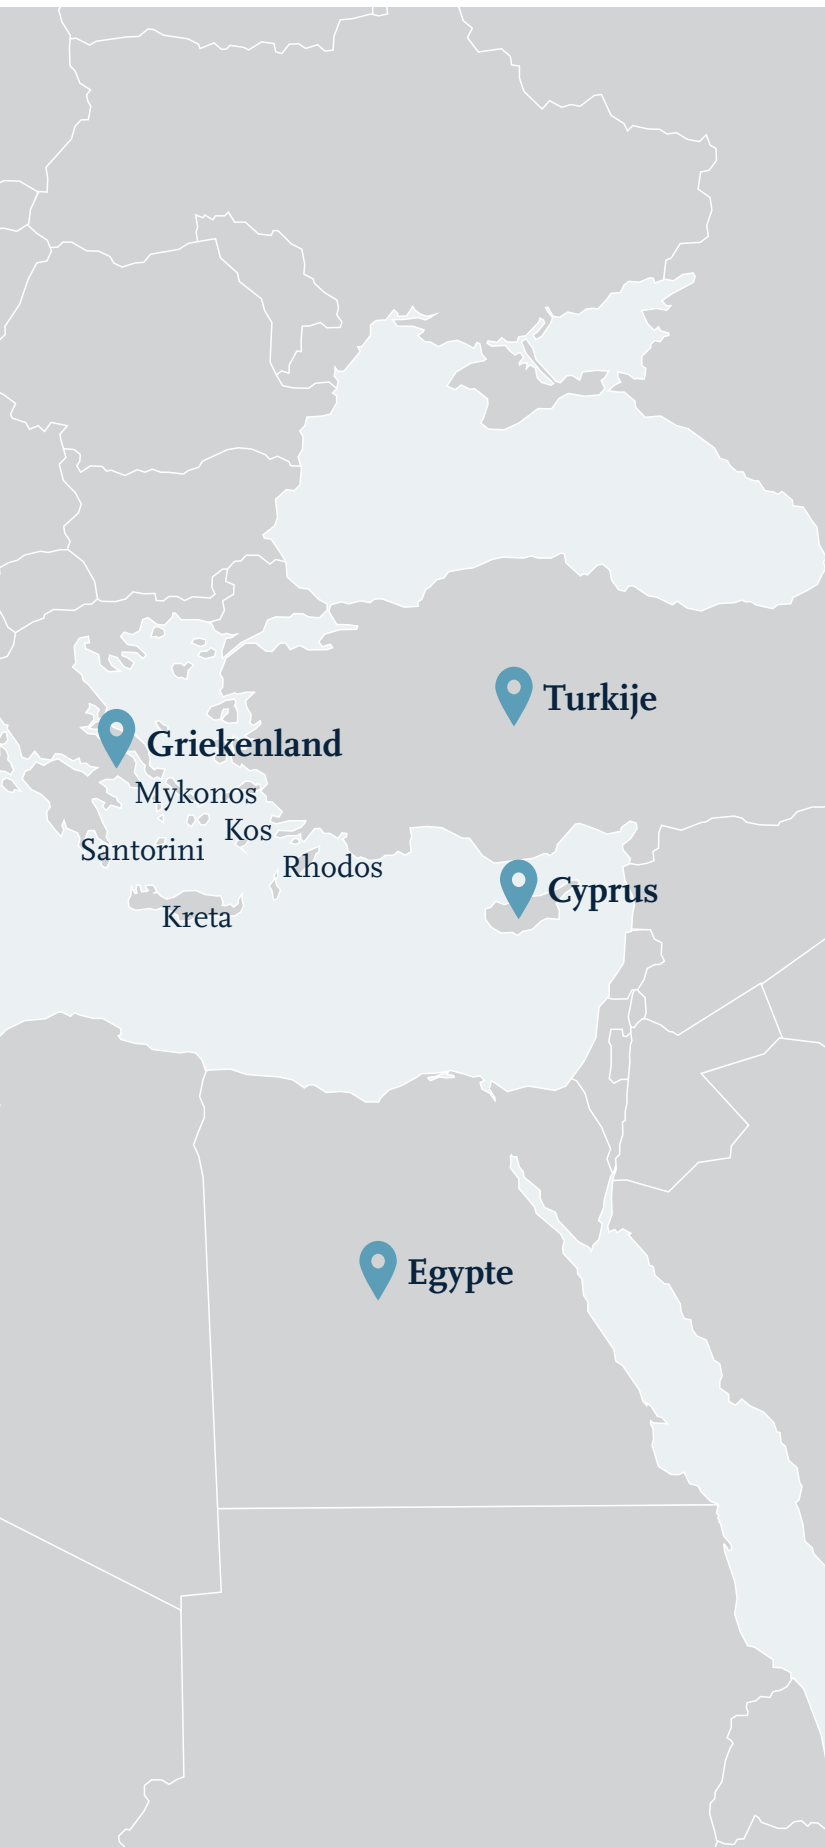 Turkije
Griekenland
Mykonos
Kos
Santorini
Rhodos
Cyprus
Kreta
Egypte